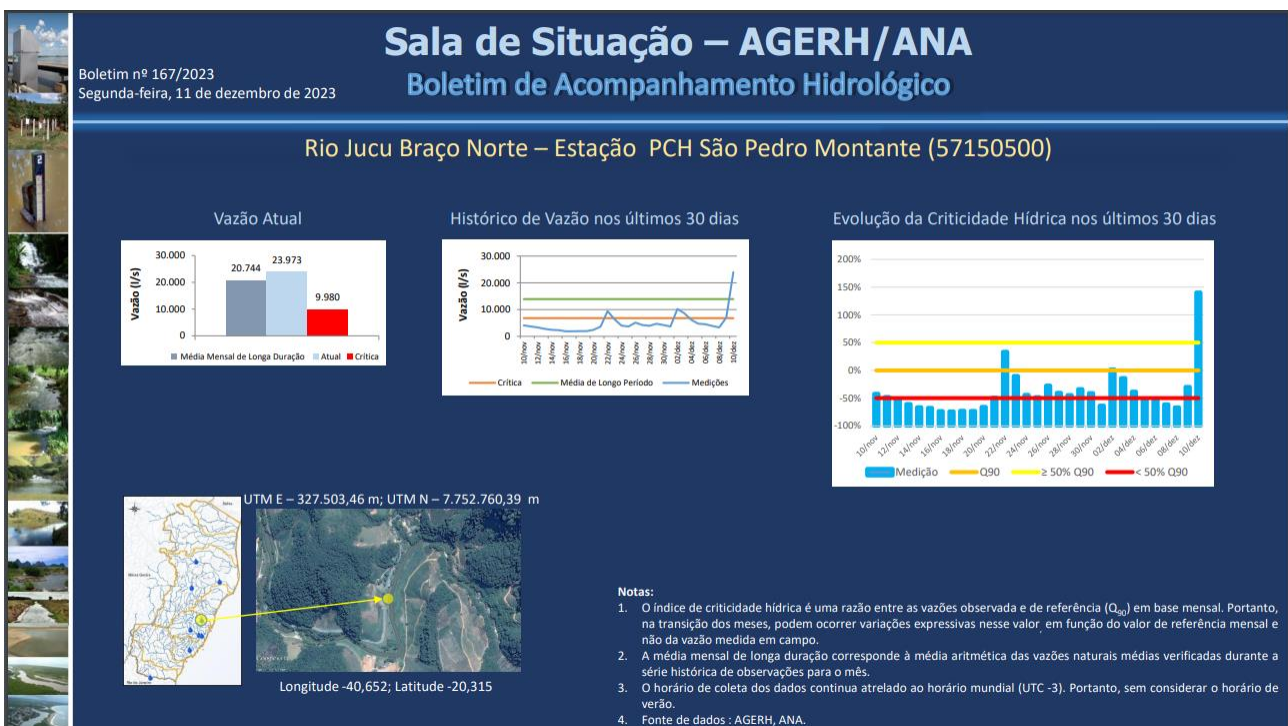 Sala de Situação – AGERH/ANA
Boletim nº 167/2023
Segunda-feira, 11 de dezembro de 2023
Boletim de Acompanhamento Hidrológico
Rio Jucu Braço Norte – Estação PCH São Pedro Montante (57150500)
Vazão Atual
Vazão (l/s)
30.000
20.000
10.000
0
20.744
23.973
9.980
Média Mensal de Longa Duração
Atual
Crítica
Histórico de Vazão nos últimos 30 dias
Vazão (l/s)
30.000
20.000
10.000
0
10/nov
12/nov
14/nov
16/nov
18/nov
20/nov
22/nov
24/nov
26/nov
28/nov
30/nov
02/dez
04/dez
06/dez
08/dez
10/dez
Crítica
Média de Longo Período
Medições
Evolução da Criticidade Hídrica nos últimos 30 dias
200%
150%
100%
50%
0%
-50%
-100%
10/nov
12/nov
14/nov
16/nov
18/nov
20/nov
22/nov
24/nov
26/nov
28/nov
30/nov
02/dez
04/dez
06/dez
08/dez
10/dez
Medição
Q90
≥ 50% Q90
< 50% Q90
UTM E – 327.503,46 m; UTM N – 7.752.760,39 m
Longitude -40,652; Latitude -20,315
Notas:
1. O índice de criticidade hídrica é uma razão entre as vazões observada e de referência (Q90) em base mensal. Portanto,
na transição dos meses, podem ocorrer variações expressivas nesse valor, em função do valor de referência mensal e
não da vazão medida em campo.
2. A média mensal de longa duração corresponde à média aritmética das vazões naturais médias verificadas durante a
série histórica de observações para o mês.
3. O horário de coleta dos dados continua atrelado ao horário mundial (UTC -3). Portanto, sem considerar o horário de
verão.
4. Fonte de dados : AGERH, ANA.